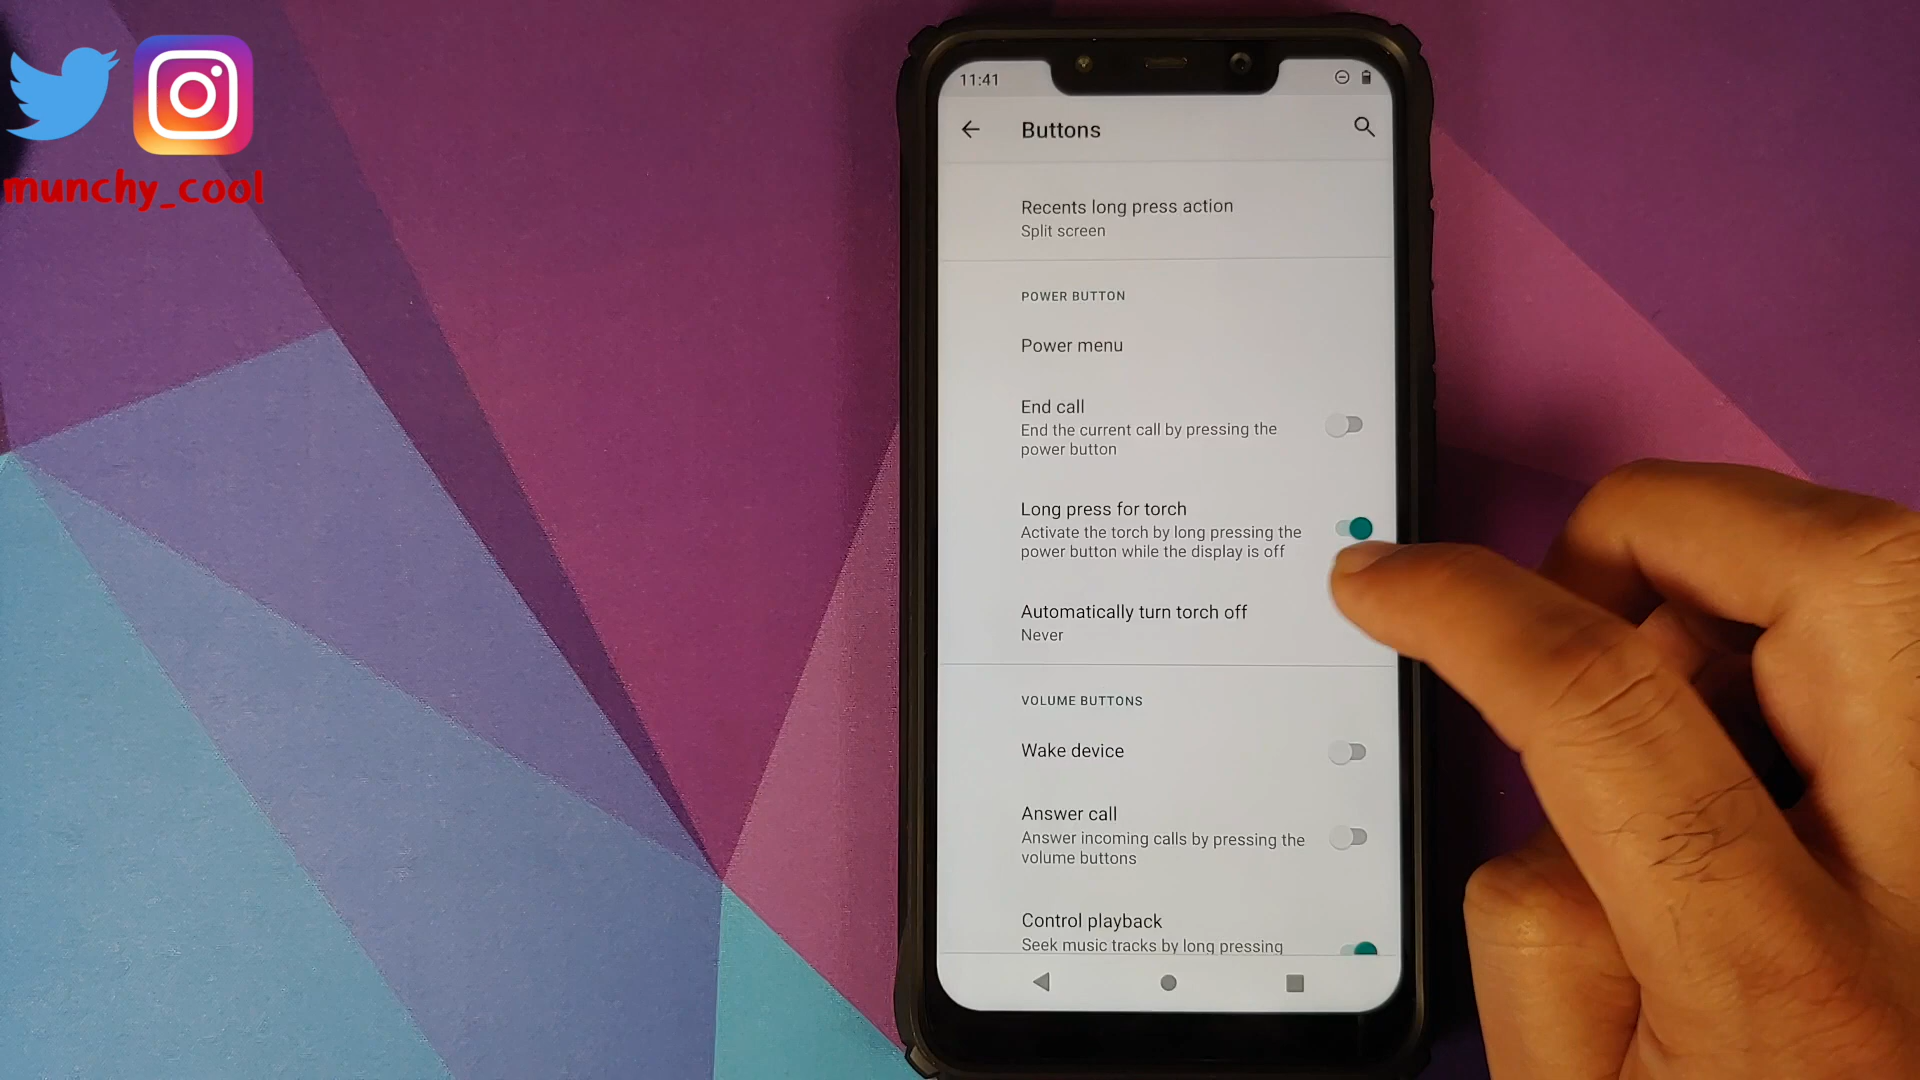 munchy_cool
11:41
Buttons
Recents long press action
Split screen
POWER BUTTON
Power menu
End call
End the current call by pressing the
power button
Long press for torch
Activate the torch by long pressing the
power button while the display is off
Automatically turn torch off
Never
VOLUME BUTTONS
Wake device
Answer call
Answer incoming calls by pressing the
volume buttons
Control playback
Seek music tracks by long pressing